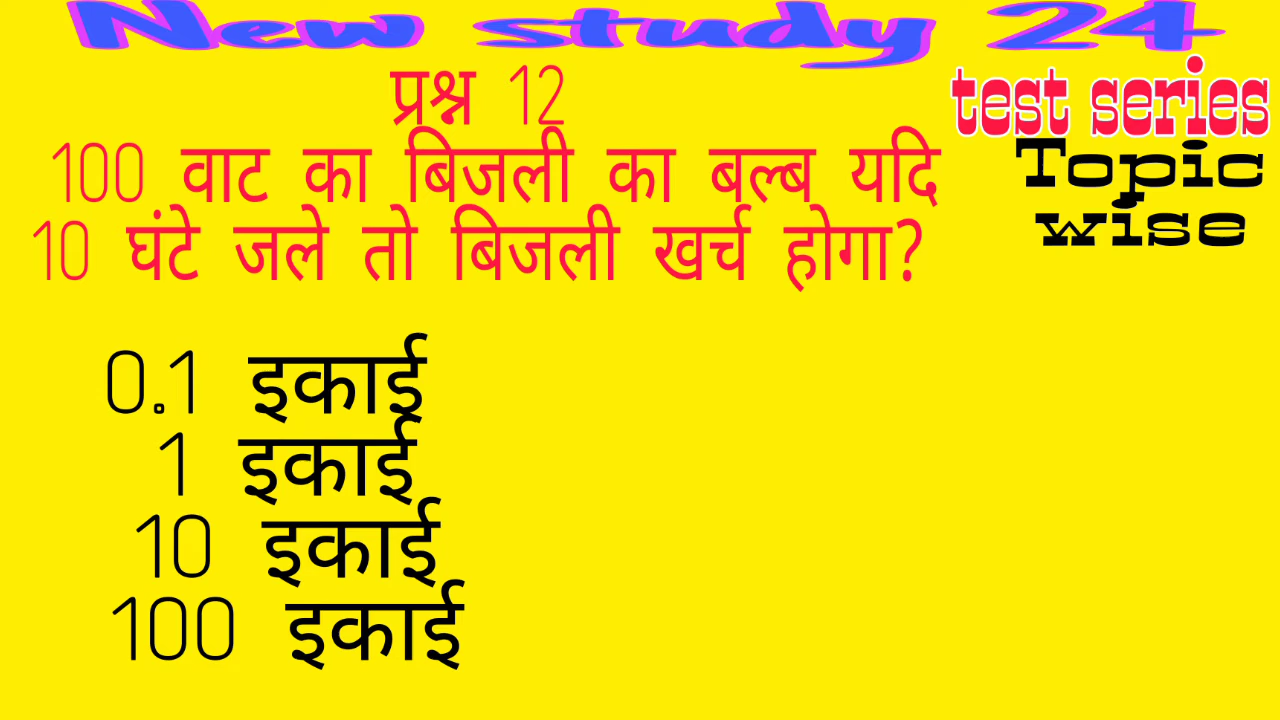 New study 24
test series
Topic
wise
प्रश्न 12
100 वाट का बिजली का बल्ब यदि
10 घंटे जले तो बिजली खर्च होगा?
0.1 इकाई
1 इकाई
10 इकाई
100 इकाई